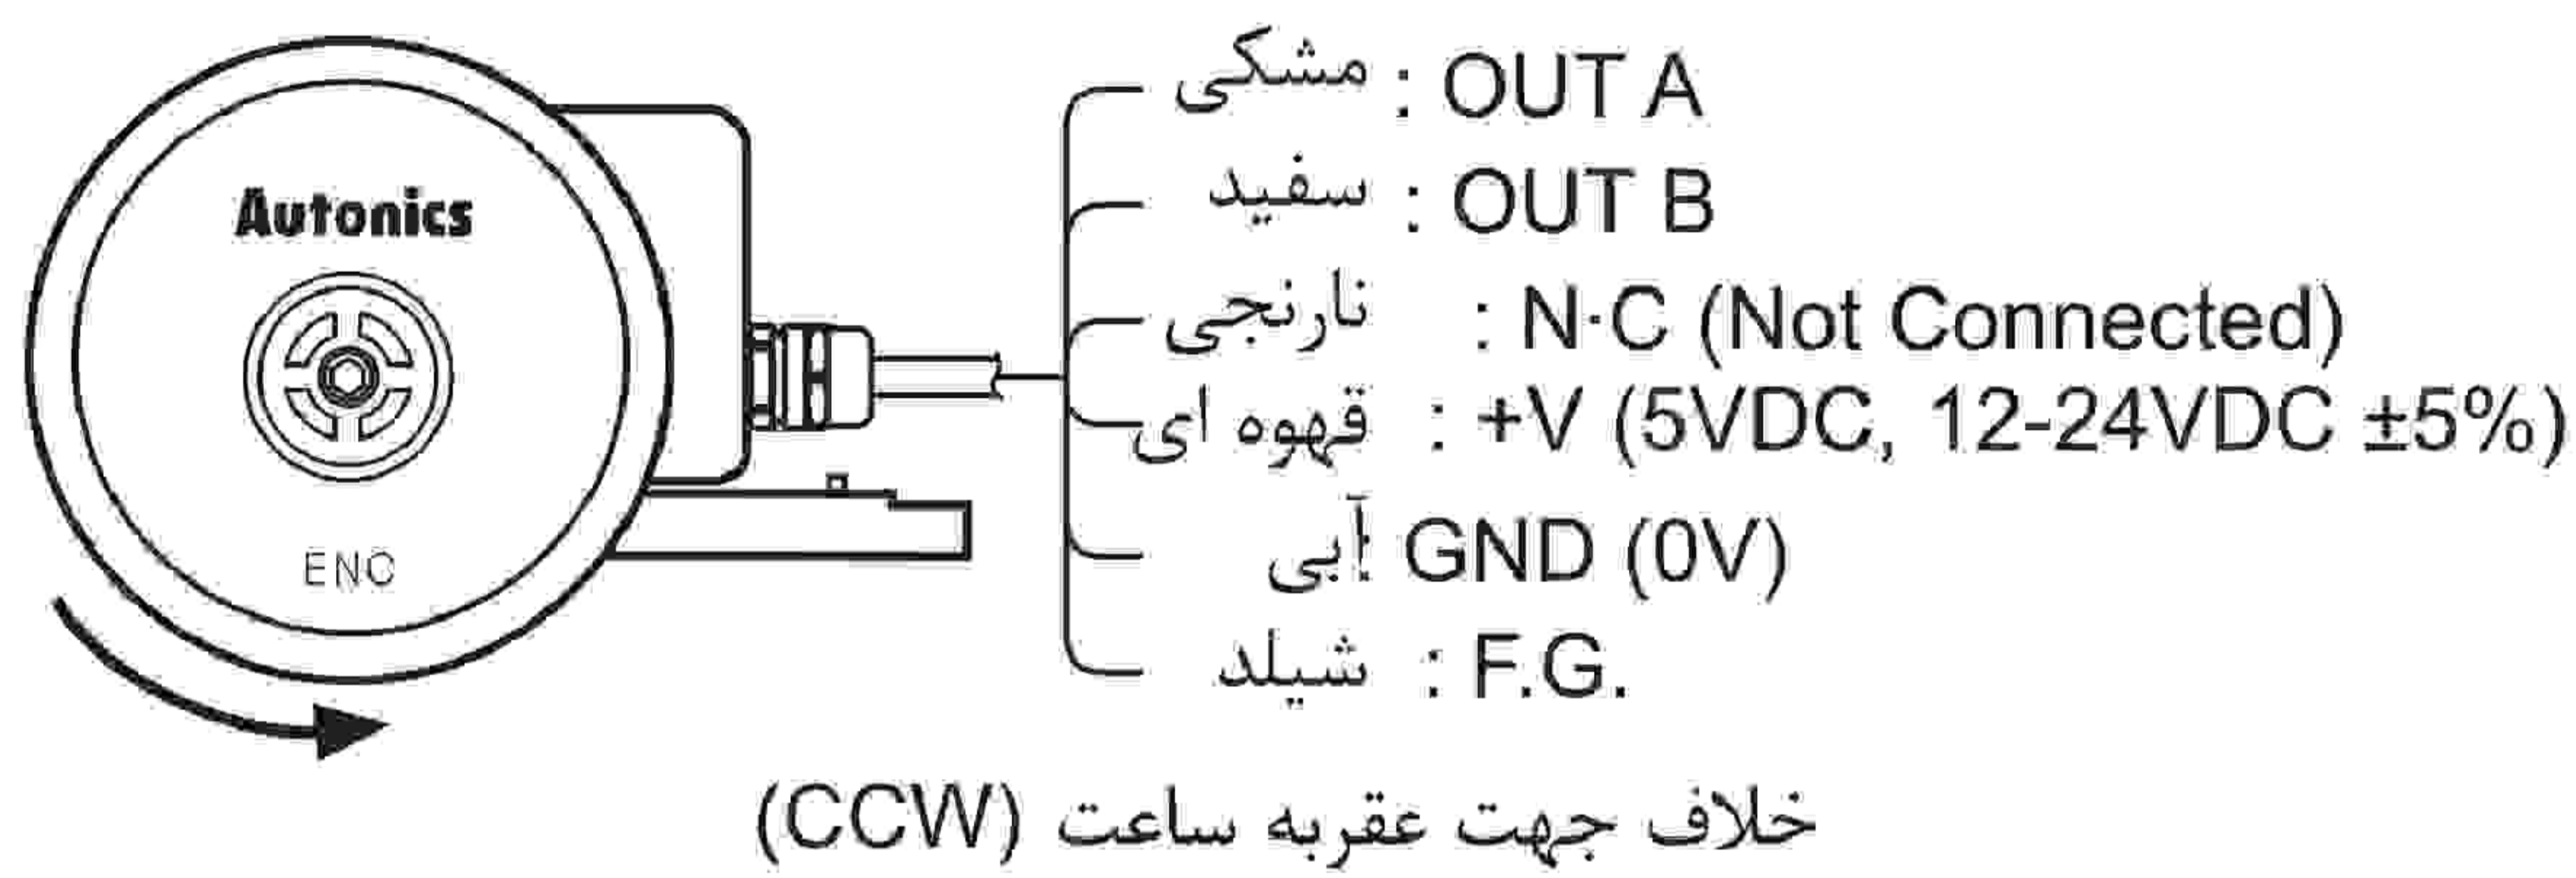 Autonics
ENC
مشکی : OUT A
سفید : OUT B
نارنجی : N·C (Not Connected)
قهوه ای : +V (5VDC, 12-24VDC ±5%)
آبی : GND (0V)
شیلد : F.G.
خلاف جهت عقربه ساعت (CCW)